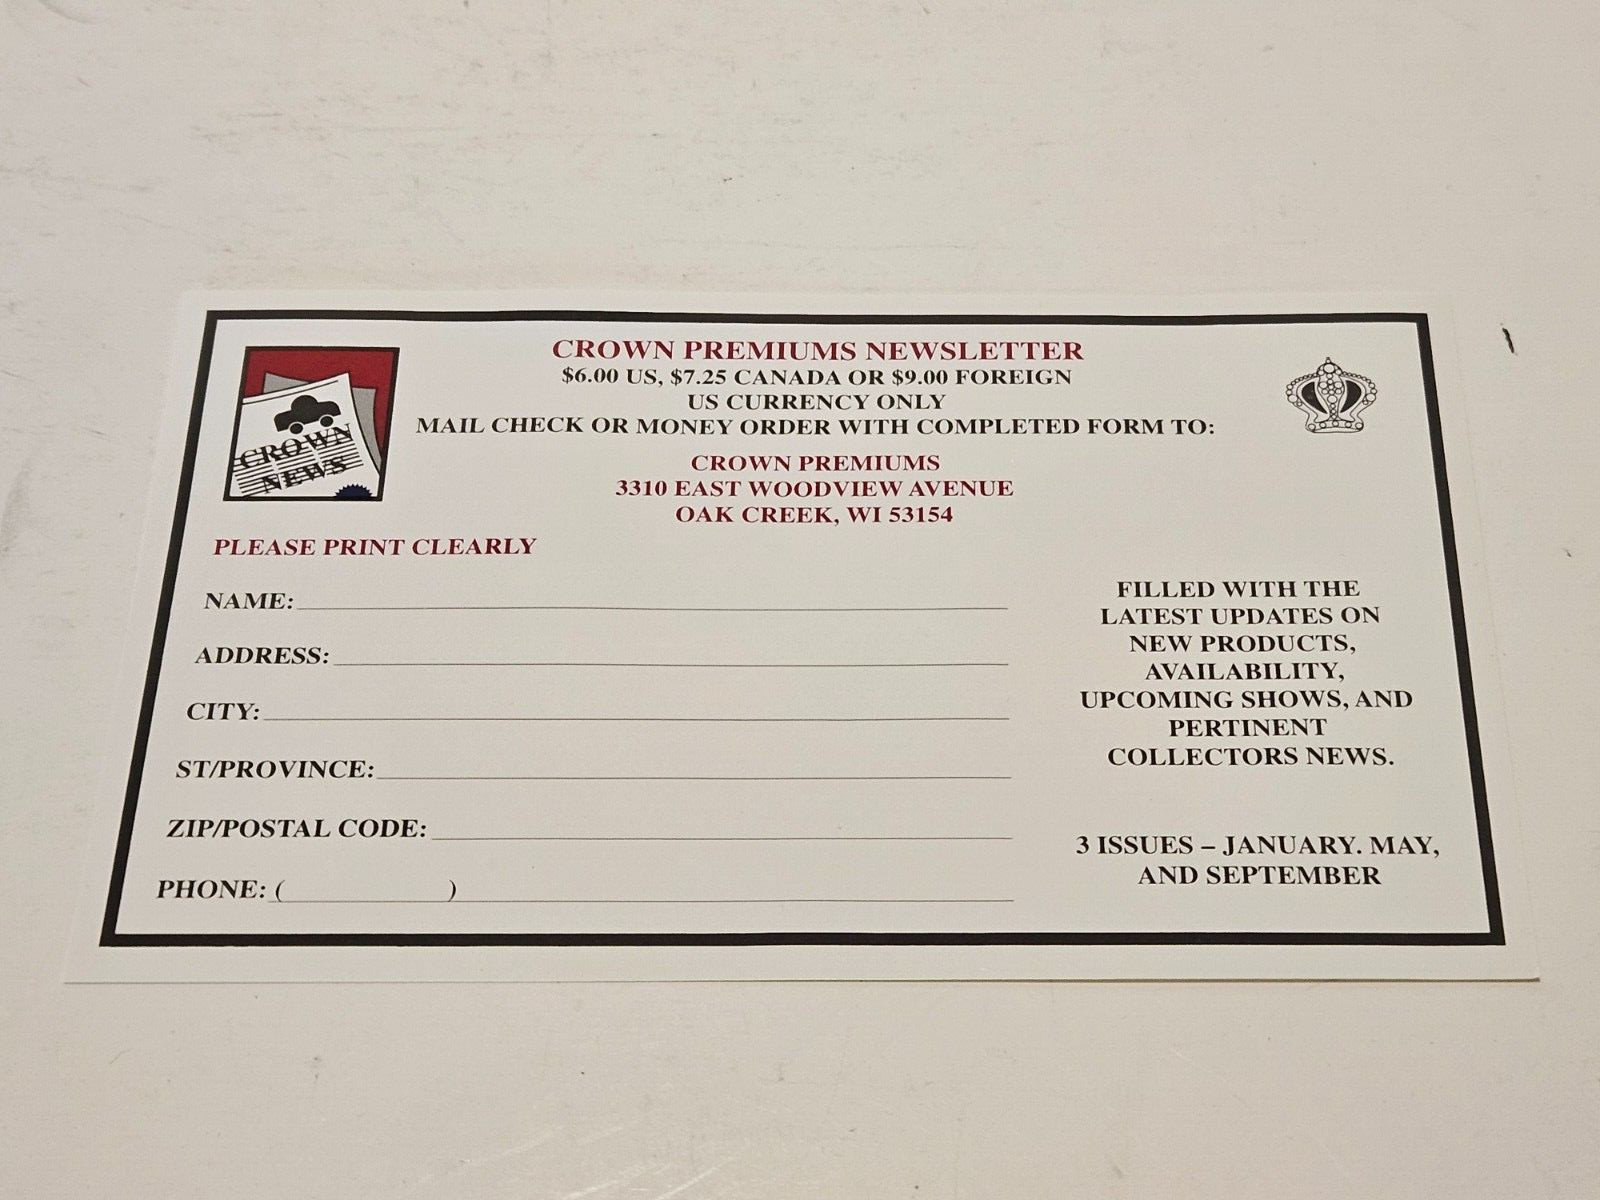 CROWN PREMIUMS NEWSLETTER
$6.00 US, $7.25 CANADA OR $9.00 FOREIGN
US CURRENCY ONLY
MAIL CHECK OR MONEY ORDER WITH COMPLETED FORM TO:
CROWN PREMIUMS
3310 EAST WOODVIEW AVENUE
OAK CREEK, WI 53154
CROWN
NEWS
PLEASE PRINT CLEARLY
NAME:
ADDRESS:
CITY:
ST/PROVINCE:
ZIP/POSTAL CODE:
PHONE: ( )
FILLED WITH THE
LATEST UPDATES ON
NEW PRODUCTS,
AVAILABILITY,
UPCOMING SHOWS, AND
PERTINENT
COLLECTORS NEWS.
3 ISSUES – JANUARY. MAY,
AND SEPTEMBER